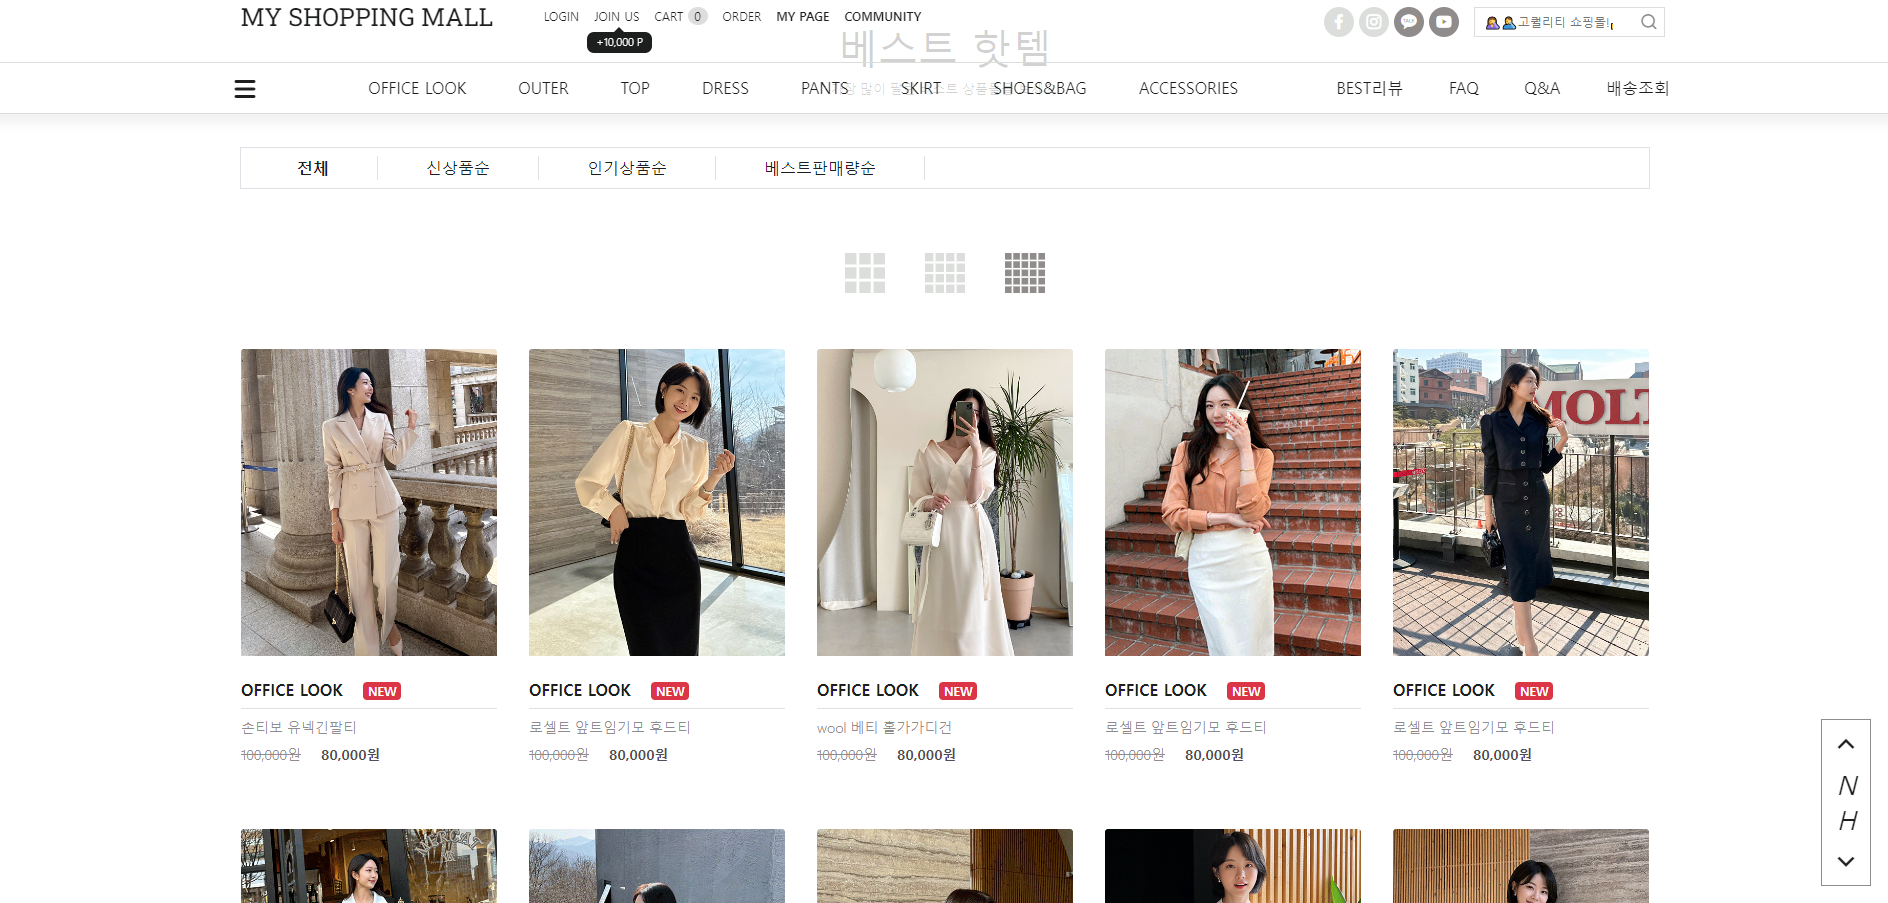 MY SHOPPING MALL
LOGIN JOIN US CART 0 ORDER MY PAGE COMMUNITY
+10,000 P
고퀄리티 쇼핑몰!
베스트 핫템
OFFICE LOOK OUTER TOP DRESS PANTS SKIRT SHOES&BAG ACCESSORIES BEST리뷰 FAQ Q&A 배송조회
많이 상품
전체 신상품순 인기상품순 베스트판매량순
MOLT
OFFICE LOOK NEW
손티보 유넥긴팔티
100,000원 80,000원
OFFICE LOOK NEW
로셀트 앞트임기모 후드티
100,000원 80,000원
OFFICE LOOK NEW
wool 베티 홀가가디건
100,000원 80,000원
OFFICE LOOK NEW
로셀트 앞트임기모 후드티
100,000원 80,000원
OFFICE LOOK NEW
로셀트 앞트임기모 후드티
100,000원 80,000원
N
H